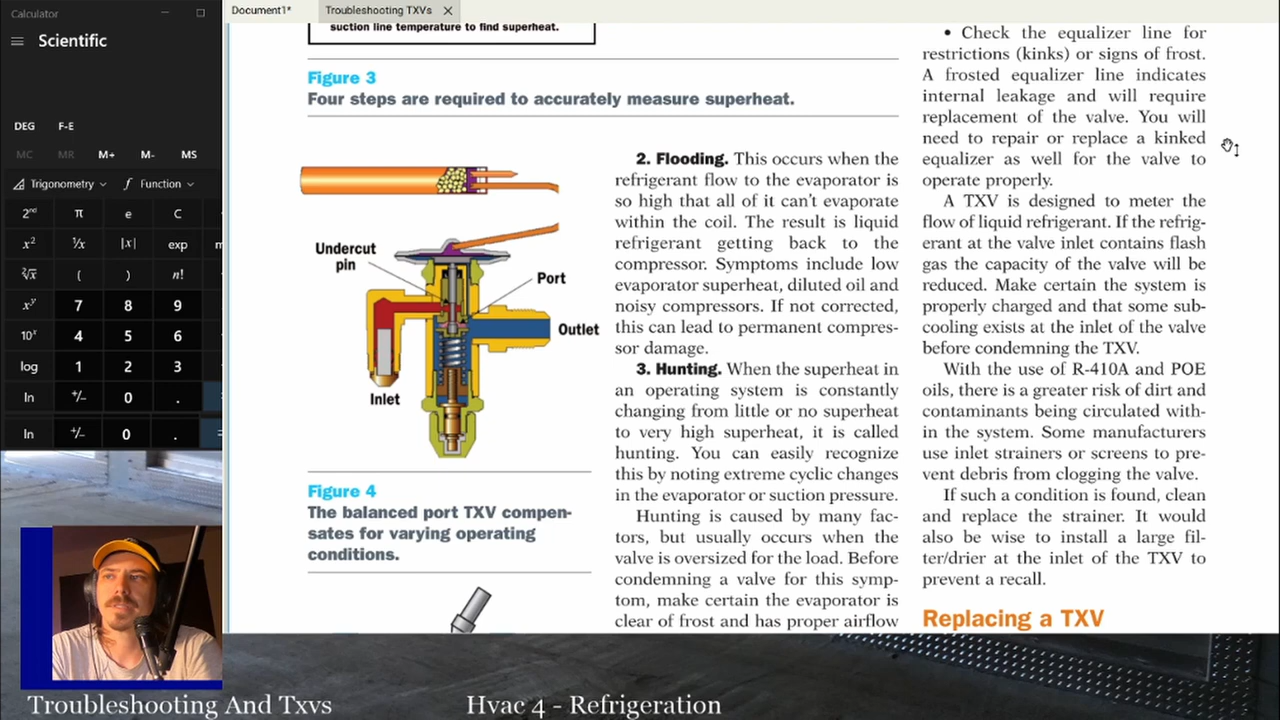 Calculator
Scientific
DEG F-E
MC MR M+ M- MS
Trigonometry Function
2nd π e C
x² ¹/x |x| exp m
²√x ( ) n!
xʸ 7 8 9
10ˣ 4 5 6
log 1 2 3
ln +/- 0 .
ln +/- 0 .
Document1*
Troubleshooting TXVs
suction line temperature to find superheat.
Figure 3
Four steps are required to accurately measure superheat.
Undercut
pin
Port
Outlet
Inlet
Figure 4
The balanced port TXV compen-
sates for varying operating
conditions.
2. Flooding. This occurs when the
refrigerant flow to the evaporator is
so high that all of it can't evaporate
within the coil. The result is liquid
refrigerant getting back to the
compressor. Symptoms include low
evaporator superheat, diluted oil and
noisy compressors. If not corrected,
this can lead to permanent compres-
sor damage.
3. Hunting. When the superheat in
an operating system is constantly
changing from little or no superheat
to very high superheat, it is called
hunting. You can easily recognize
this by noting extreme cyclic changes
in the evaporator or suction pressure.
Hunting is caused by many fac-
tors, but usually occurs when the
valve is oversized for the load. Before
condemning a valve for this symp-
tom, make certain the evaporator is
clear of frost and has proper airflow
• Check the equalizer line for
restrictions (kinks) or signs of frost.
A frosted equalizer line indicates
internal leakage and will require
replacement of the valve. You will
need to repair or replace a kinked
equalizer as well for the valve to
operate properly.
A TXV is designed to meter the
flow of liquid refrigerant. If the refrig-
erant at the valve inlet contains flash
gas the capacity of the valve will be
reduced. Make certain the system is
properly charged and that some sub-
cooling exists at the inlet of the valve
before condemning the TXV.
With the use of R-410A and POE
oils, there is a greater risk of dirt and
contaminants being circulated with-
in the system. Some manufacturers
use inlet strainers or screens to pre-
vent debris from clogging the valve.
If such a condition is found, clean
and replace the strainer. It would
also be wise to install a large fil-
ter/drier at the inlet of the TXV to
prevent a recall.
Replacing a TXV
Troubleshooting And Txvs
Hvac 4 - Refrigeration